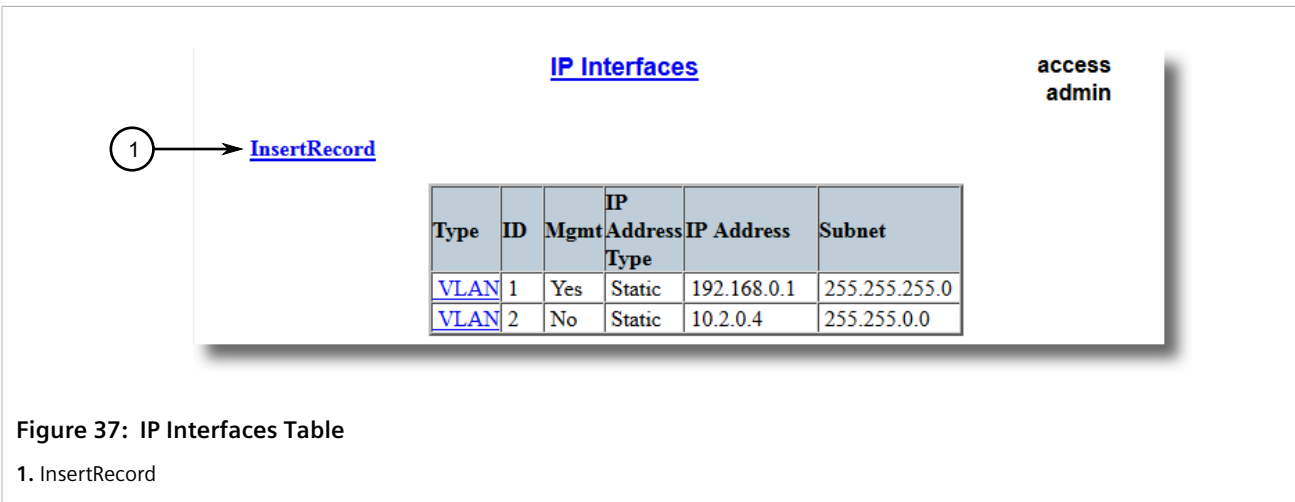 IP Interfaces
access
admin
1
InsertRecord
Type ID Mgmt IP Address Type IP Address Subnet
VLAN 1 Yes Static 192.168.0.1 255.255.255.0
VLAN 2 No Static 10.2.0.4 255.255.0.0
Figure 37: IP Interfaces Table
1. InsertRecord